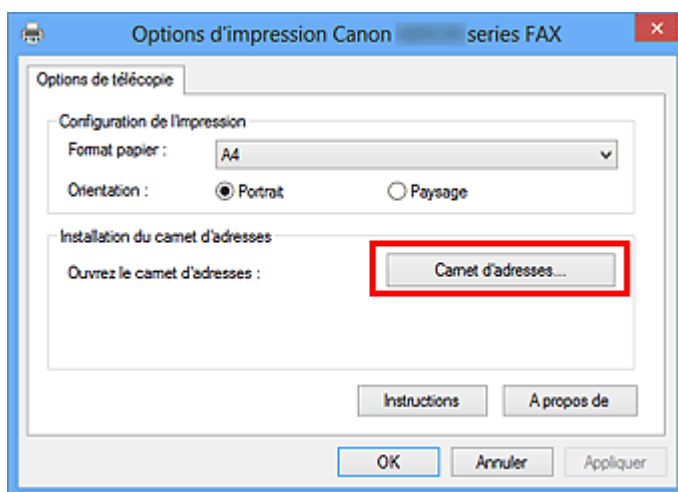 Options d'impression Canon series FAX
Options de télécopie
Configuration de l'impression
Format papier :
A4
Orientation :
Portrait
Paysage
Installation du carnet d'adresses
Ouvrez le carnet d'adresses :
Carnet d'adresses...
Instructions
A propos de
OK
Annuler
Appliquer